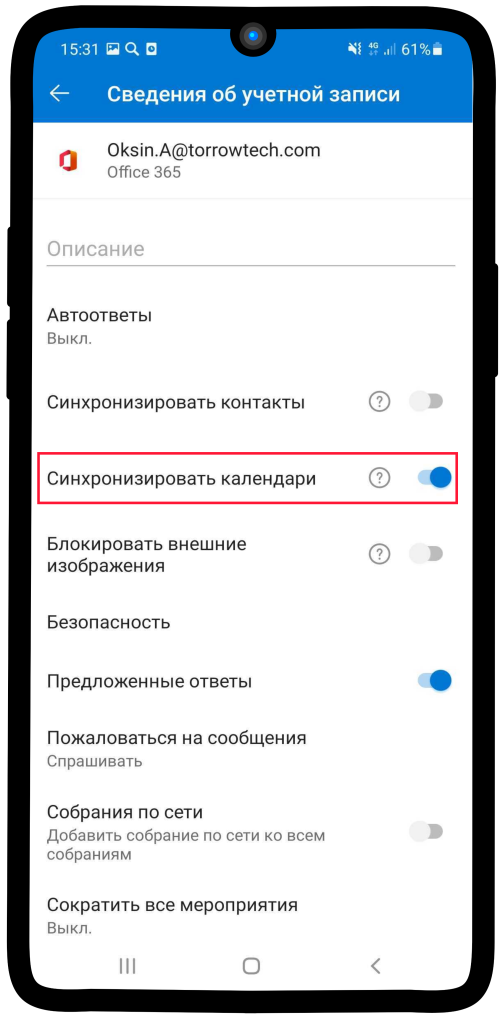 15:31 4G 61%
Сведения об учетной записи
Oksin.A@torrowtech.com
Office 365
Описание
Автоответы
Выкл.
Синхронизировать контакты ?
Синхронизировать календари ?
Блокировать внешние
изображения ?
Безопасность
Предложенные ответы
Пожаловаться на сообщения
Спрашивать
Собрания по сети
Добавить собрание по сети ко всем
собраниям
Сократить все мероприятия
Выкл.